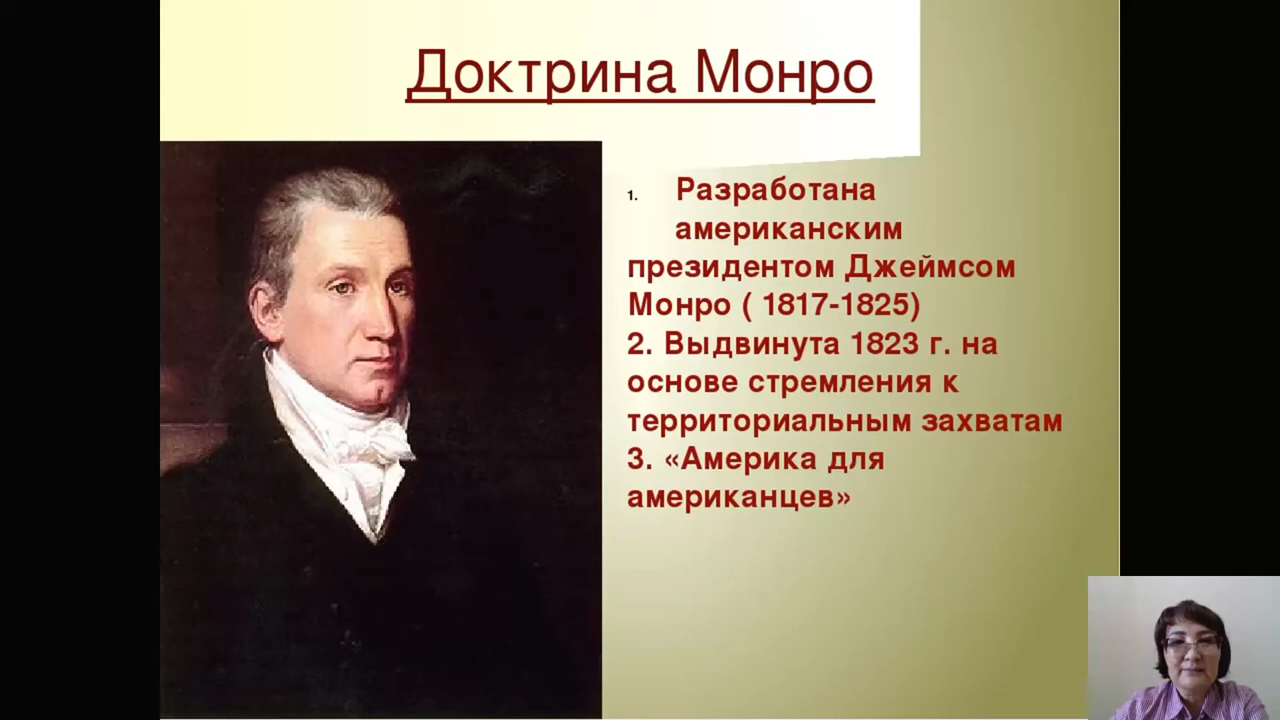 Доктрина Монро
1. Разработана
американским
президентом Джеймсом
Монро ( 1817-1825)
2. Выдвинута 1823 г. на
основе стремления к
территориальным захватам
3. «Америка для
американцев»